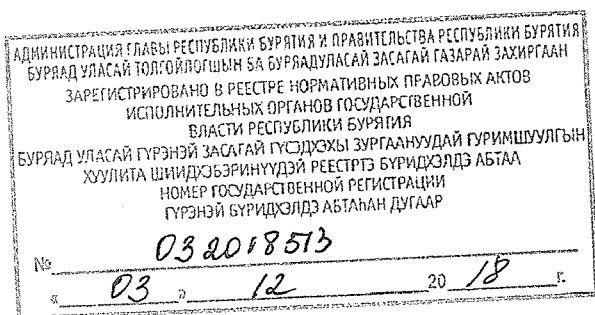 АДМИНИСТРАЦИЯ ГЛАВЫ РЕСПУБЛИКИ БУРЯТИЯ И ПРАВИТЕЛЬСТВА РЕСПУБЛИКИ БУРЯТИЯ
БУРЯАД УЛАСАЙ ТОЛГОЙЛОГШЫН БА БУРЯАДУЛАСАЙ ЗАСАГАЙ ГАЗАРАЙ ЗАХИРГААН
ЗАРЕГИСТРИРОВАНО В РЕЕСТРЕ НОРМАТИВНЫХ ПРАВОВЫХ АКТОВ
ИСПОЛНИТЕЛЬНЫХ ОРГАНОВ ГОСУДАРСТВЕННОЙ
ВЛАСТИ РЕСПУБЛИКИ БУРЯТИЯ
БУРЯАД УЛАСАЙ ГҮРЭНЭЙ ЗАСАГАЙ ГҮСЭДХЭХЫ ЗУРГААНУУДАЙ ГУРИМШУУЛГЫН
ХУУЛИТА ШИИДХЭБЭРИНҮҮДЭЙ РЕЕСТРТЭ БҮРИДХЭЛДЭ АБТАА
НОМЕР ГОСУДАРСТВЕННОЙ РЕГИСТРАЦИИ
ГҮРЭНЭЙ БҮРИДХЭЛДЭ АБТАҺАН ДУГААР
№ 032018513
« 03 » 12 20 18 г.